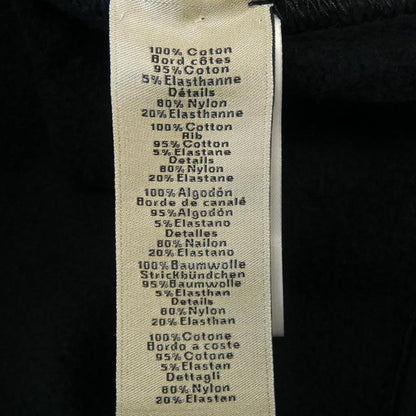 100% Coton
Bord côtes
95% Coton
5% Elasthanne
Détails
80% Nylon
20% Elasthanne
100% Cotton
Rib
95% Cotton
5% Elastane
Details
80% Nylon
20% Elastane
100% Algodón
Borde de canalé
95% Algodón
5% Elastano
Detalles
80% Nailon
20% Elastano
100% Baumwolle
Strickbündchen
95% Baumwolle
5% Elasthan
Details
80% Nylon
20% Elasthan
100% Cotone
Bordo a coste
95% Cotone
5% Elastan
Dettagli
80% Nylon
20% Elastan